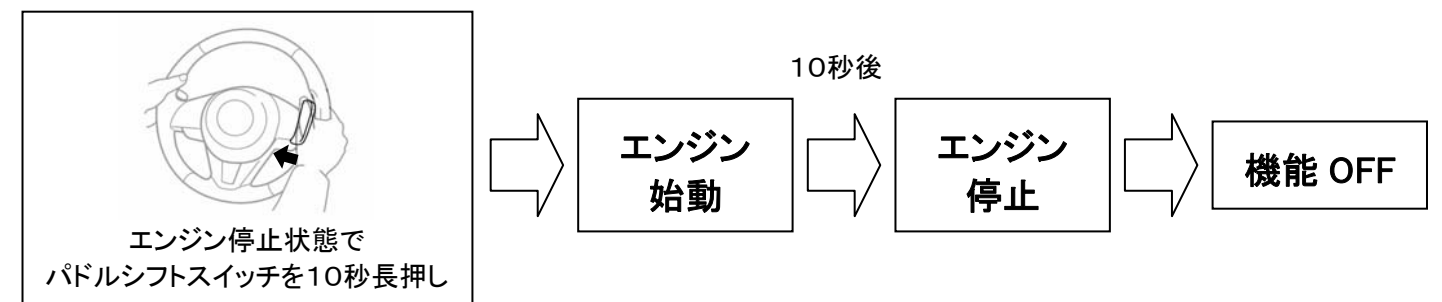 エンジン停止状態で
パドルシフトスイッチを１０秒長押し
エンジン
始動
１０秒後
エンジン
停止
機能 OFF